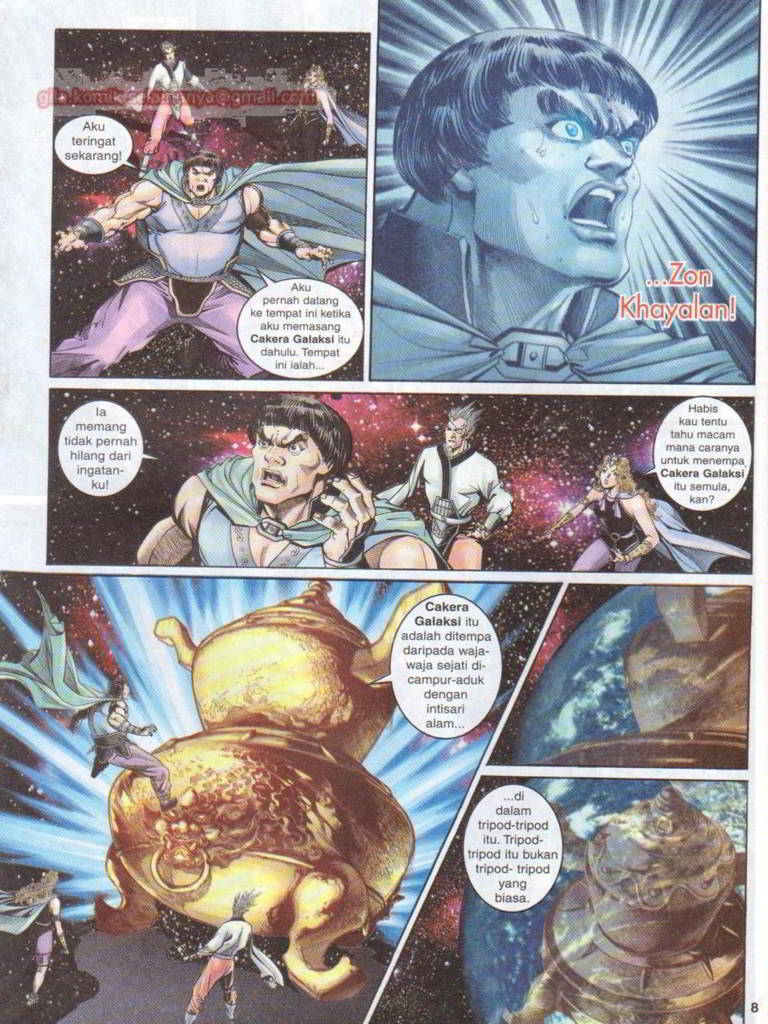 Aku
teringat
sekarang!
Aku
pernah datang
ke tempat ini ketika
aku memasang
Cakera Galaksi itu
dahulu. Tempat
ini ialah...
...Zon
Khayalan!
Ia
memang
tidak pernah
hilang dari
ingatan-
ku!
Habis
kau tentu
tahu macam
mana caranya
untuk menempa
Cakera Galaksi
itu semula,
kan?
Cakera
Galaksi itu
adalah ditempa
daripada waja-
waja sejati di-
campur-aduk
dengan
intisari
alam...
...di
dalam
tripod-tripod
itu. Tripod-
tripod itu bukan
tripod- tripod
yang
biasa.
8